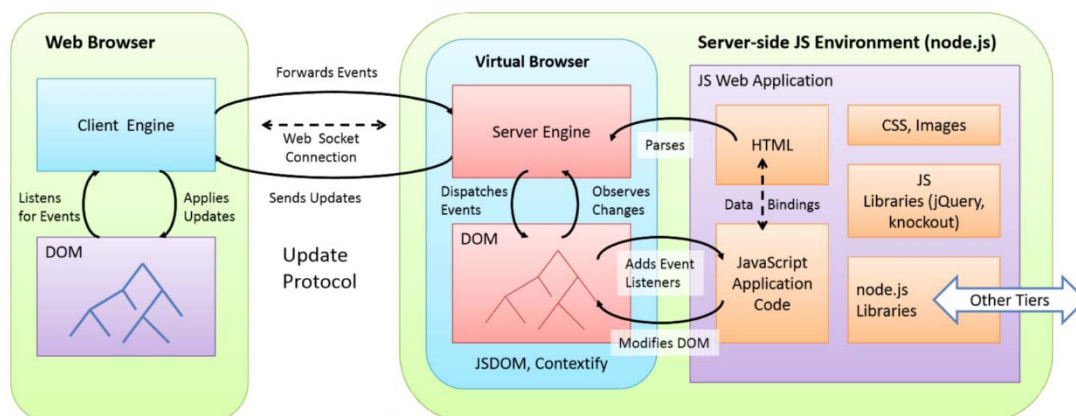 Web Browser
Client Engine
Listens
for Events
Applies
Updates
DOM
Forwards Events
Web Socket
Connection
Sends Updates
Update
Protocol
Server-side JS Environment (node.js)
Virtual Browser
Server Engine
Dispatches
Events
Observes
Changes
DOM
JSDOM, Contextify
Parses
Adds Event
Listeners
Modifies DOM
JS Web Application
HTML
Data Bindings
JavaScript
Application
Code
CSS, Images
JS
Libraries (jQuery,
knockout)
node.js
Libraries
Other Tiers